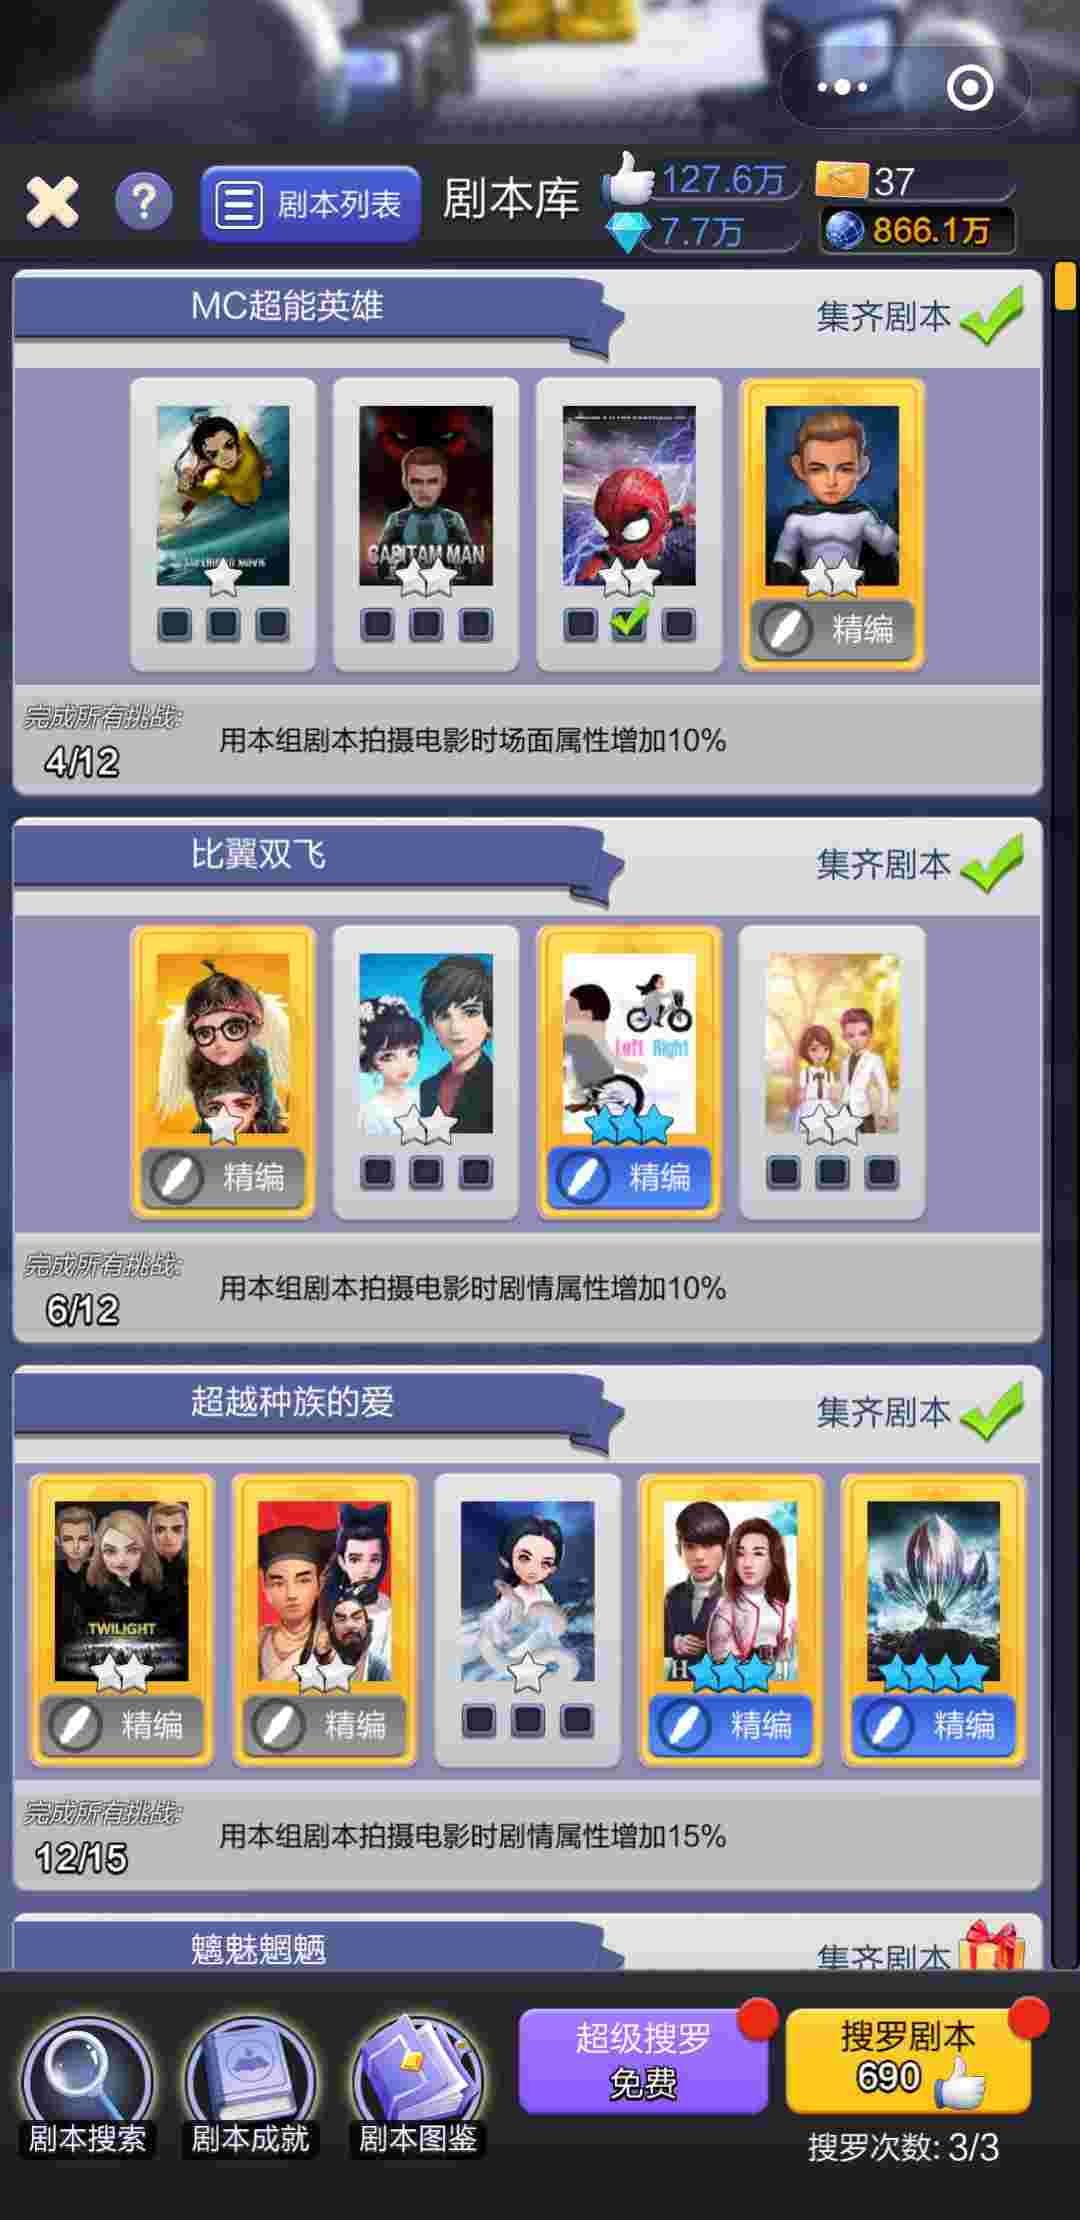 ?
剧本列表
剧本库
127.6万
37
7.7万
866.1万
MC超能英雄
集齐剧本
CAPITAM MAN
精编
完成所有挑战:
4/12
用本组剧本拍摄电影时场面属性增加10%
比翼双飞
集齐剧本
Left Right
精编
精编
完成所有挑战:
6/12
用本组剧本拍摄电影时剧情属性增加10%
超越种族的爱
集齐剧本
TWILIGHT
精编
精编
精编
精编
完成所有挑战:
12/15
用本组剧本拍摄电影时剧情属性增加15%
魑魅魍魉
集齐剧本
剧本搜索
剧本成就
剧本图鉴
超级搜罗
免费
搜罗剧本
690
搜罗次数: 3/3